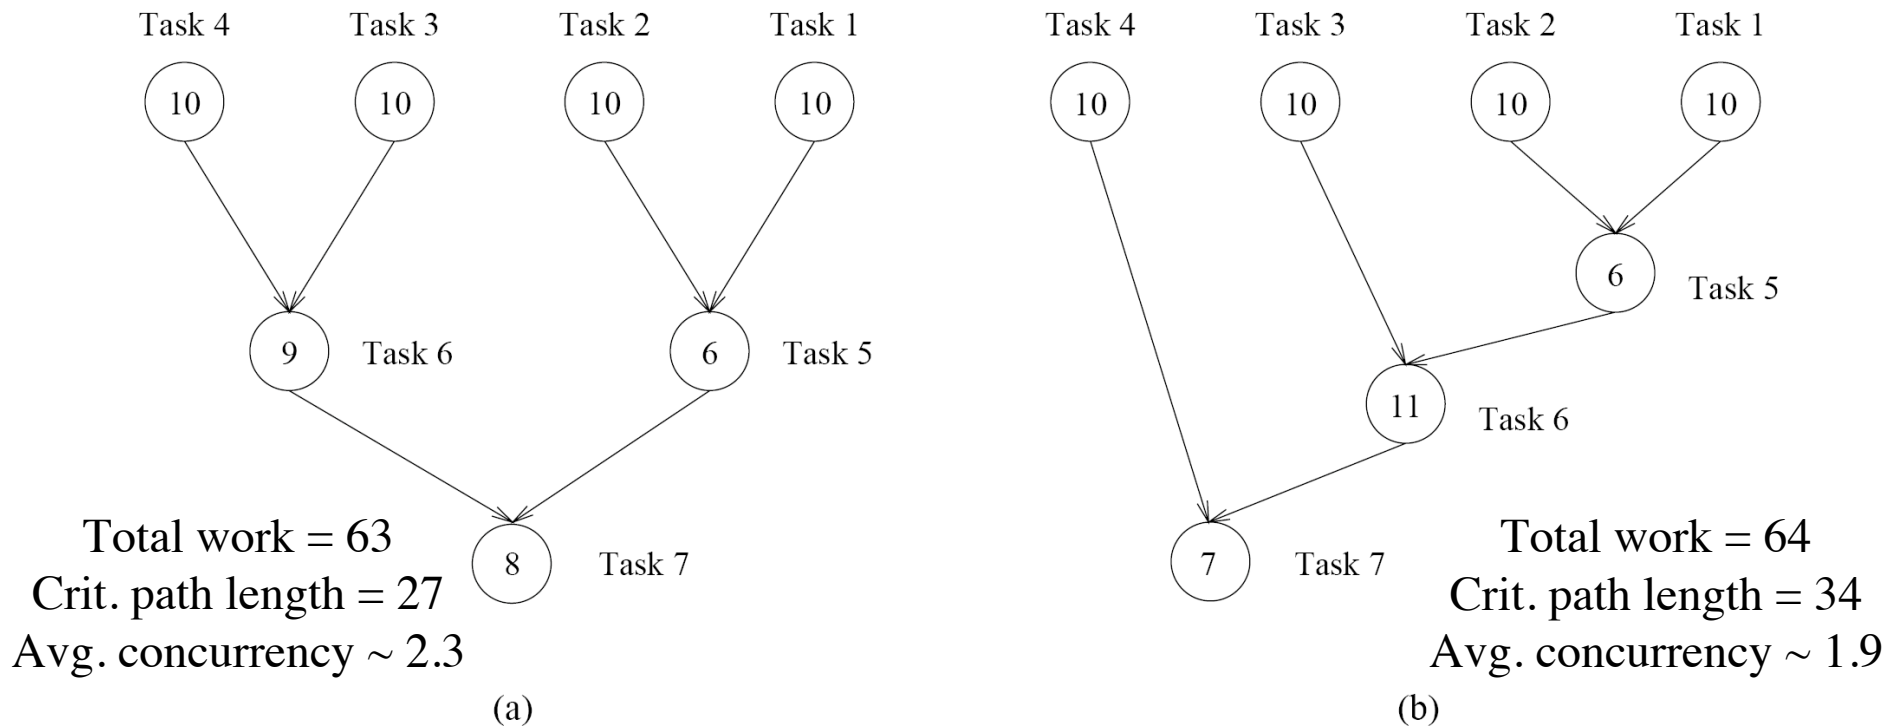 Task 4 Task 3 Task 2 Task 1
10 10 10 10
9 Task 6 6 Task 5
Total work = 63
8 Task 7
Crit. path length = 27
Avg. concurrency ~ 2.3
(a)
Task 4 Task 3 Task 2 Task 1
10 10 10 10
6 Task 5
11 Task 6
Total work = 64
7 Task 7
Crit. path length = 34
Avg. concurrency ~ 1.9
(b)